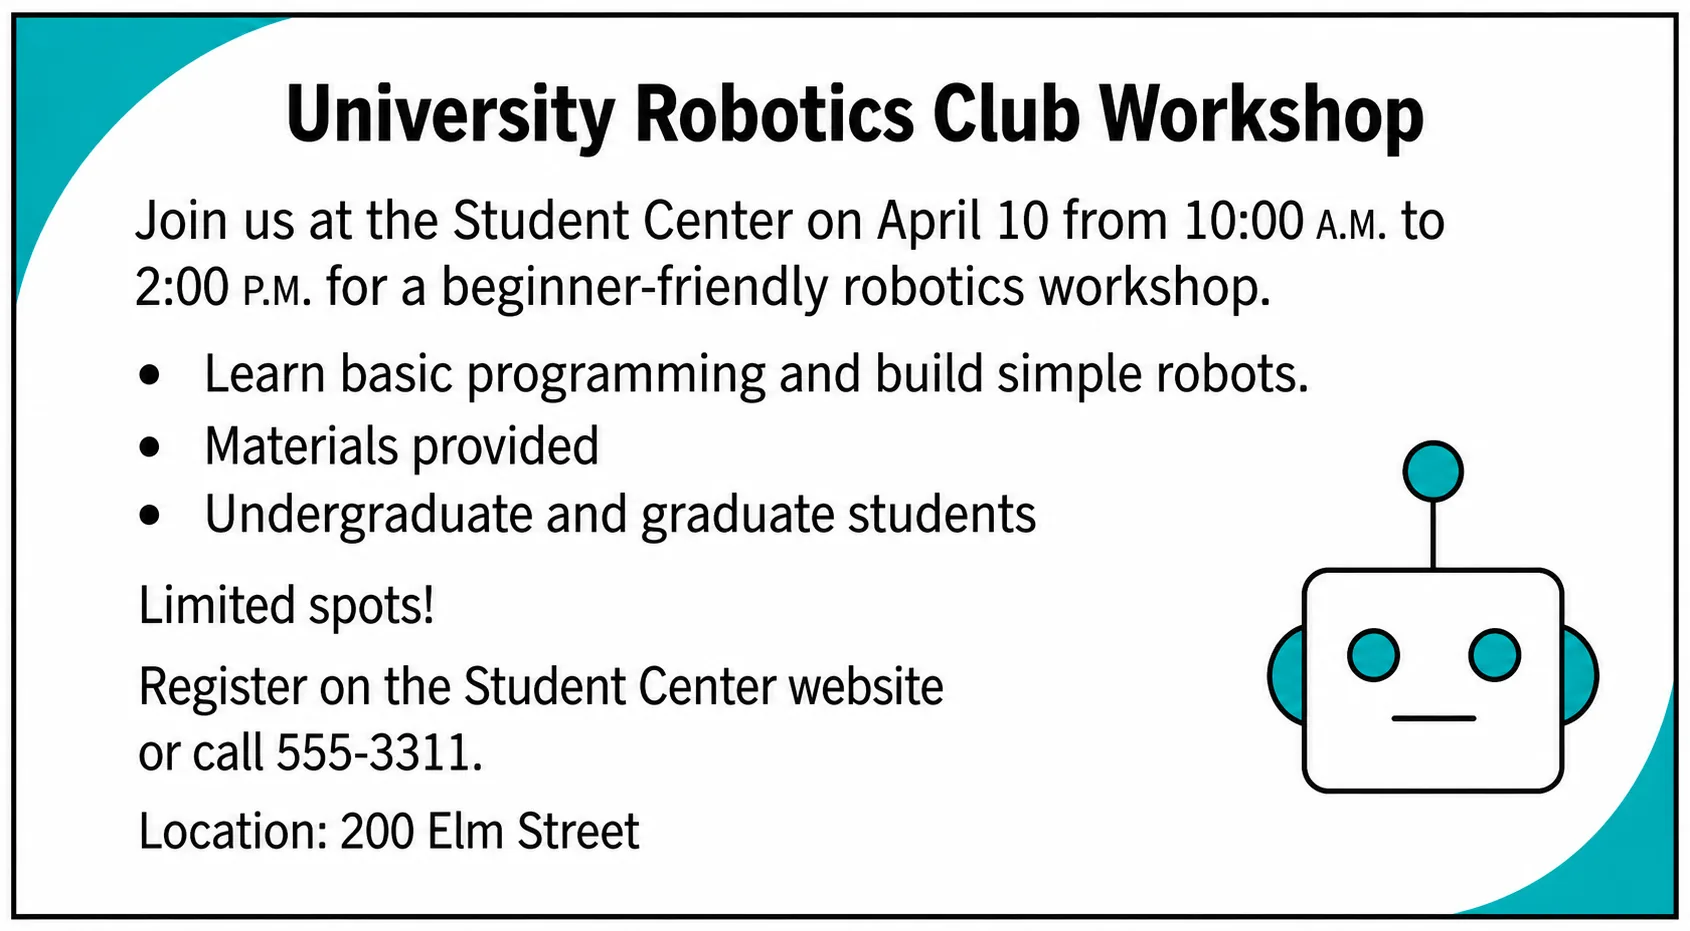 University Robotics Club Workshop
Join us at the Student Center on April 10 from 10:00 A.M. to
2:00 P.M. for a beginner-friendly robotics workshop.
• Learn basic programming and build simple robots.
• Materials provided
• Undergraduate and graduate students
Limited spots!
Register on the Student Center website
or call 555-3311.
Location: 200 Elm Street